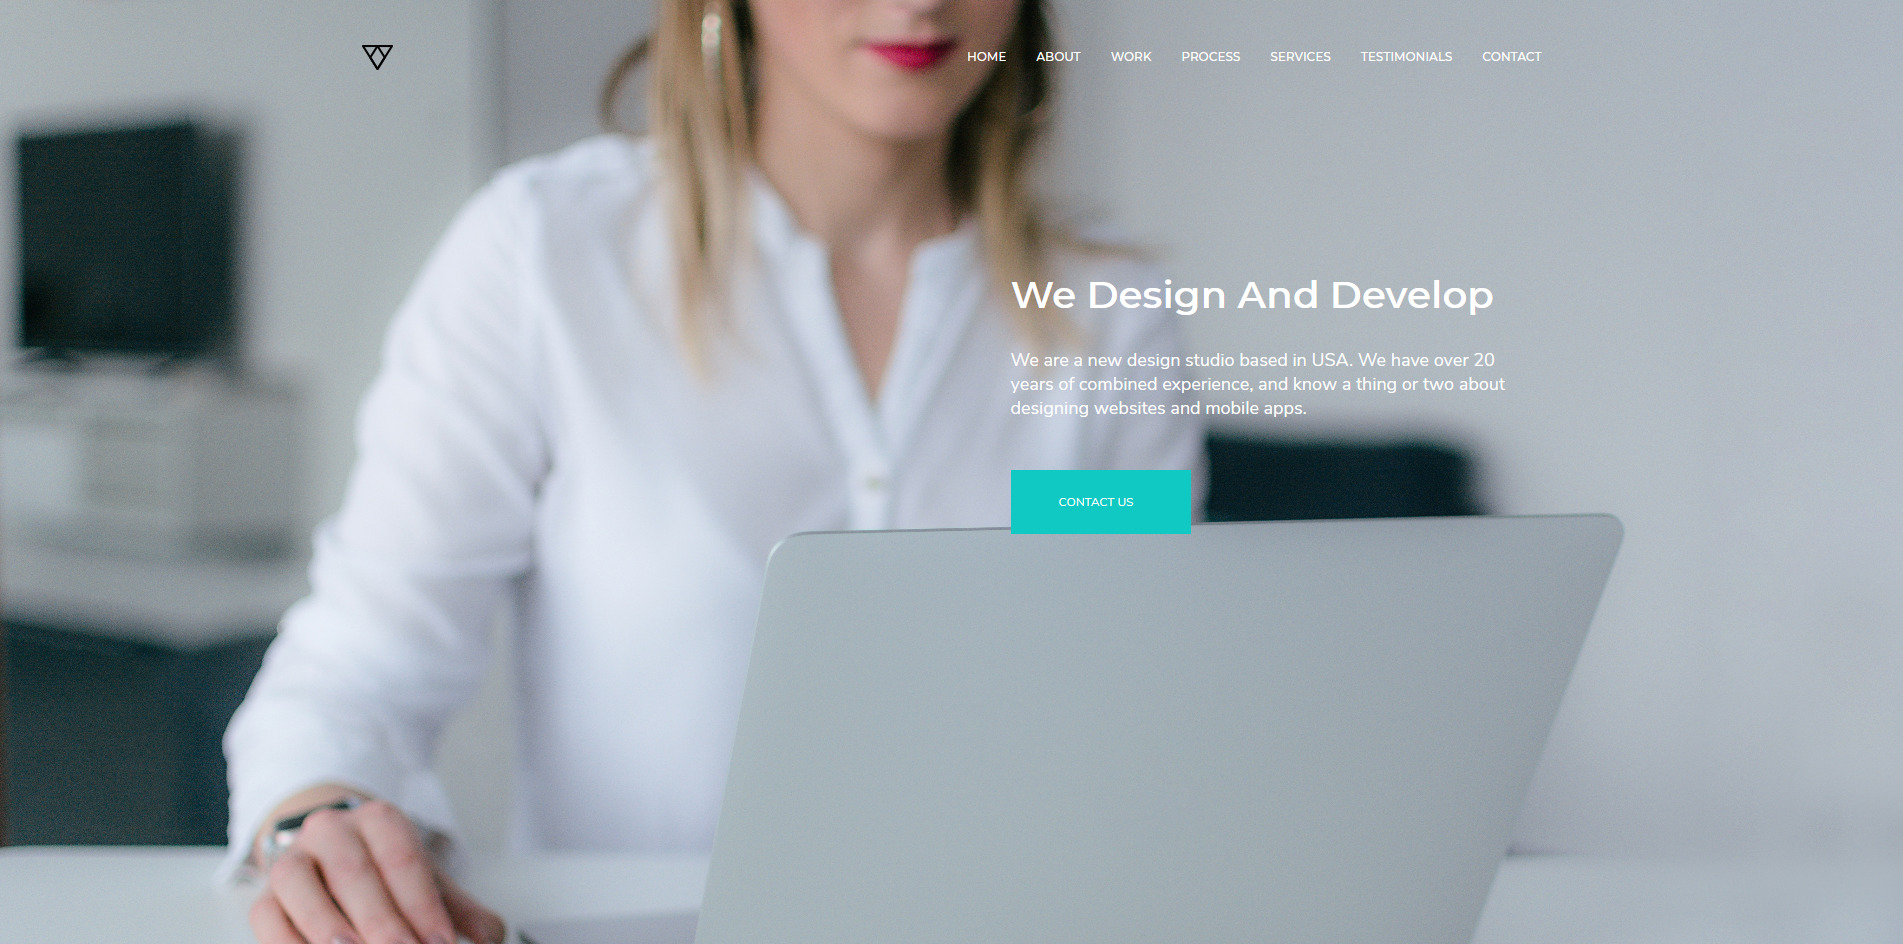 HOME ABOUT WORK PROCESS SERVICES TESTIMONIALS CONTACT
We Design And Develop
We are a new design studio based in USA. We have over 20
years of combined experience, and know a thing or two about
designing websites and mobile apps.
CONTACT US